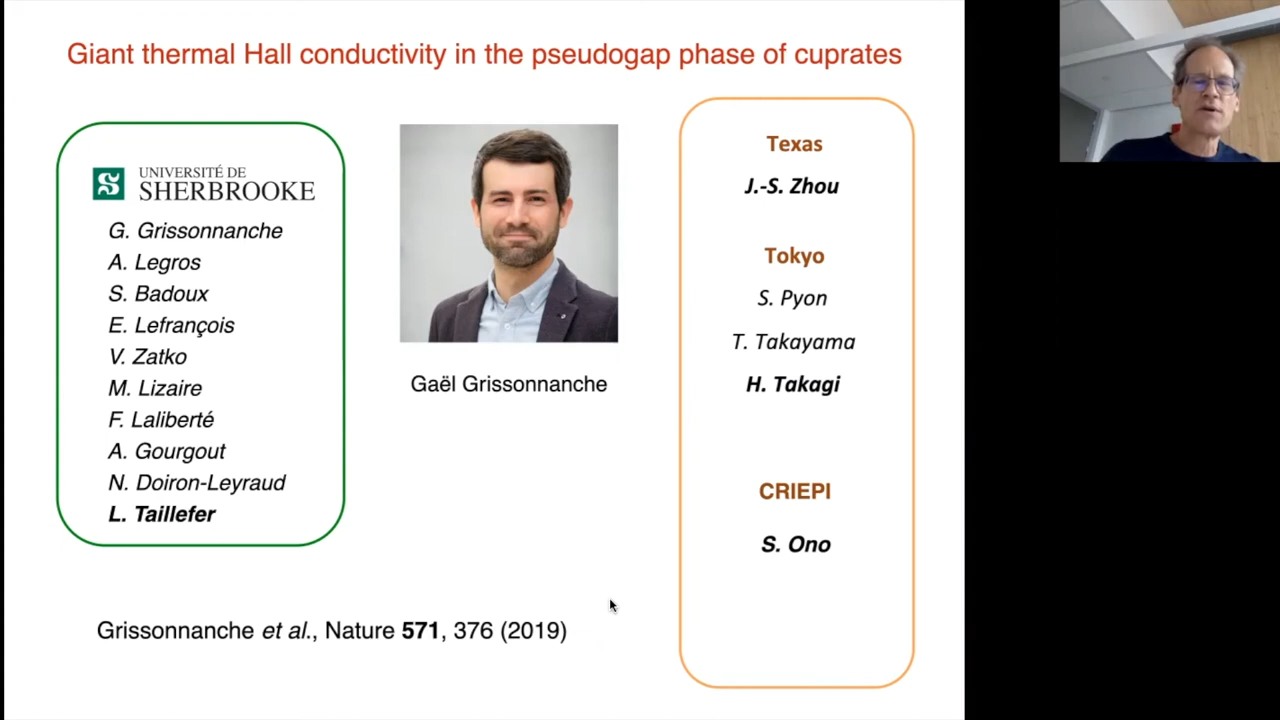 Giant thermal Hall conductivity in the pseudogap phase of cuprates
UNIVERSITÉ DE
SHERBROOKE
G. Grissonnanche
A. Legros
S. Badoux
E. Lefrançois
V. Zatko
M. Lizaire
F. Laliberté
A. Gourgout
N. Doiron-Leyraud
L. Taillefer
Gaël Grissonnanche
Texas
J.-S. Zhou
Tokyo
S. Pyon
T. Takayama
H. Takagi
CRIEPI
S. Ono
Grissonnanche et al., Nature 571, 376 (2019)